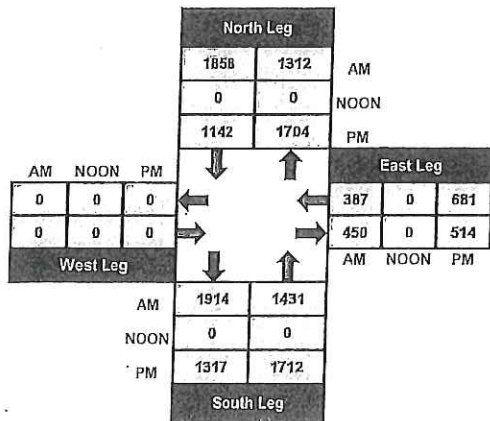 North Leg
1858 1312 AM
0 0 NOON
1142 1704 PM
AM NOON PM East Leg
0 0 0 387 0 681
0 0 0 450 0 514
West Leg AM NOON PM
AM 1914 1431
NOON 0 0
PM 1317 1712
South Leg